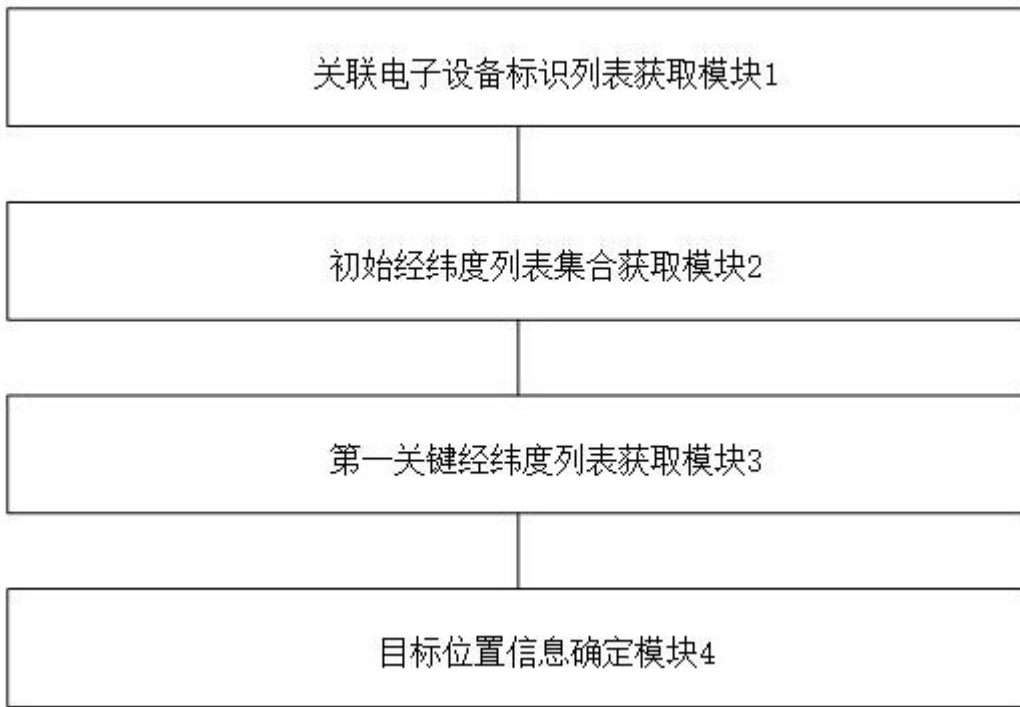 关联电子设备标识列表获取模块1
初始经纬度列表集合获取模块2
第一关键经纬度列表获取模块3
目标位置信息确定模块4